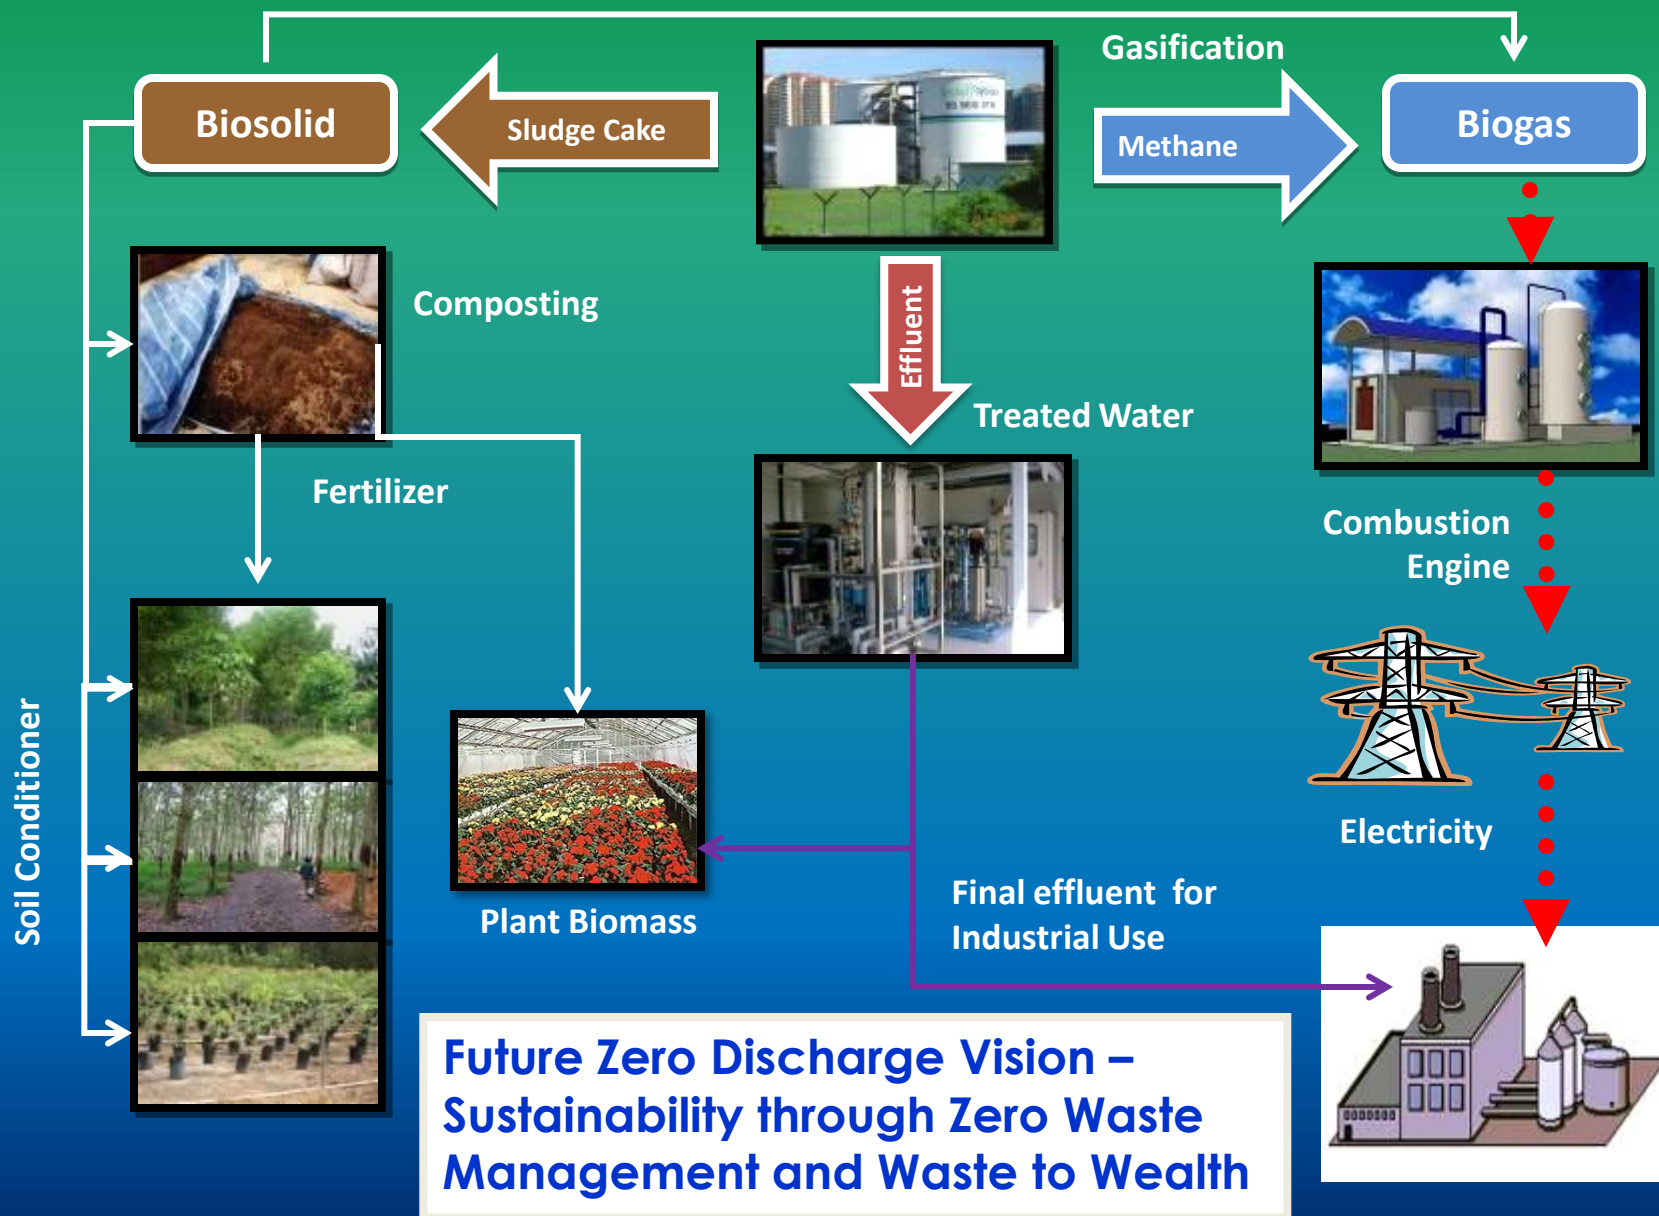 Gasification
Biosolid
Sludge Cake
Methane
Biogas
Composting
Effluent
Treated Water
Fertilizer
Combustion
Engine
Soil Conditioner
Electricity
Plant Biomass
Final effluent for
Industrial Use
Future Zero Discharge Vision –
Sustainability through Zero Waste
Management and Waste to Wealth